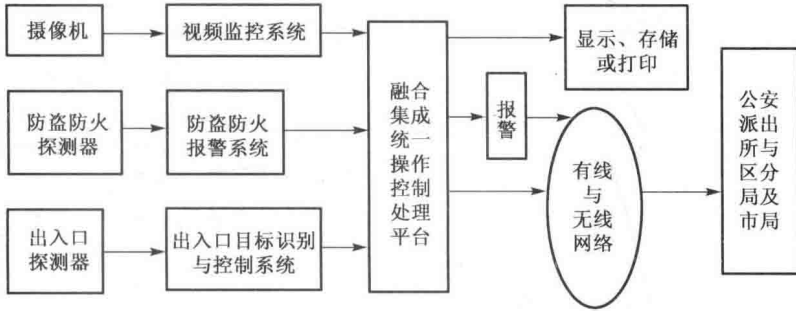 摄像机
视频监控系统
防盗防火
探测器
防盗防火
报警系统
出入口
探测器
出入口目标识别
与控制系统
融合
集成
统一
操作
控制
处理
平台
显示、存储
或打印
报
警
有线
与
无线
网络
公安
派出
所与
区分
局及
市局